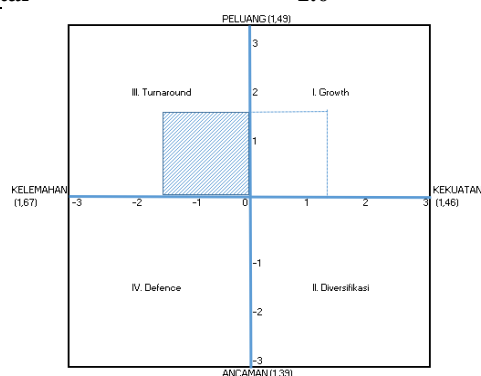 PELUANG (1,49)
3
III. Turnaround
2
I. Growth
1
KELEMAHAN
(1,67)
KEKUATAN
(1,46)
-3
-2
-1
0
1
2
3
-1
IV. Defence
II. Diversifikasi
-2
-3
ANCAMAN (1,39)